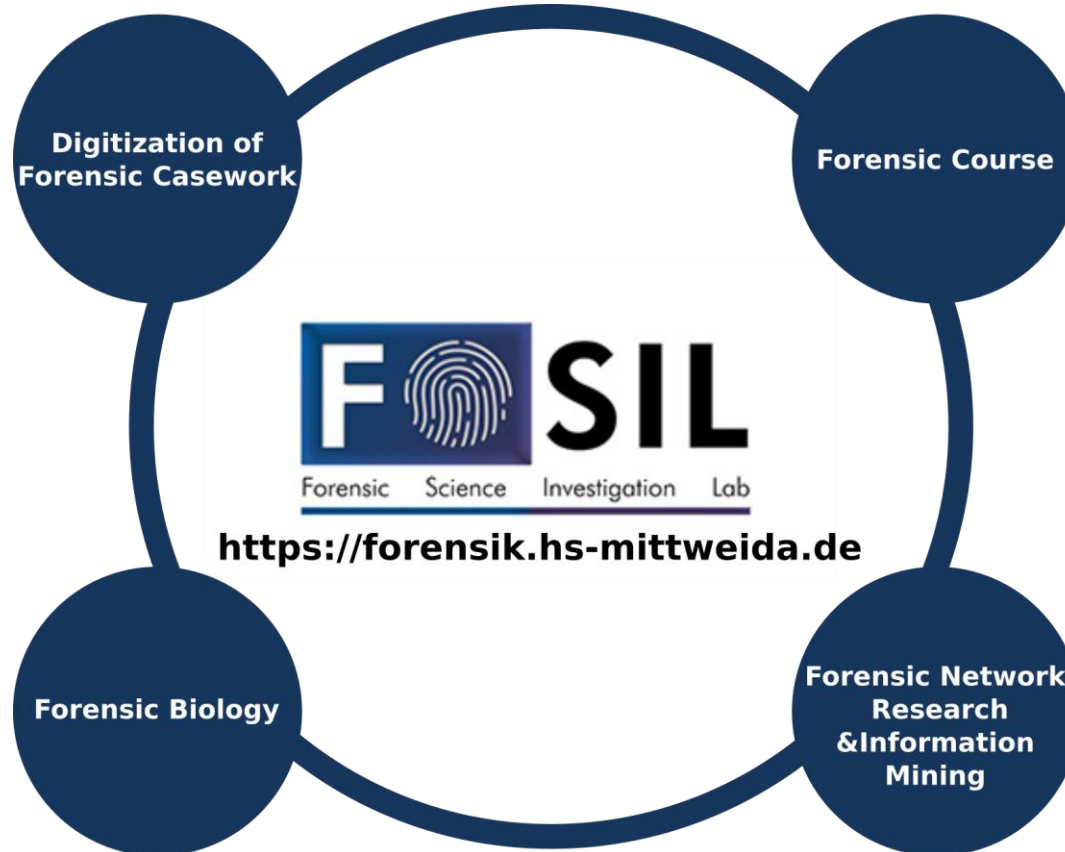 Digitization of
Forensic Casework
Forensic Course
FOSIL
Forensic Science Investigation Lab
https://forensik.hs-mittweida.de
Forensic Biology
Forensic Network
Research
&Information
Mining